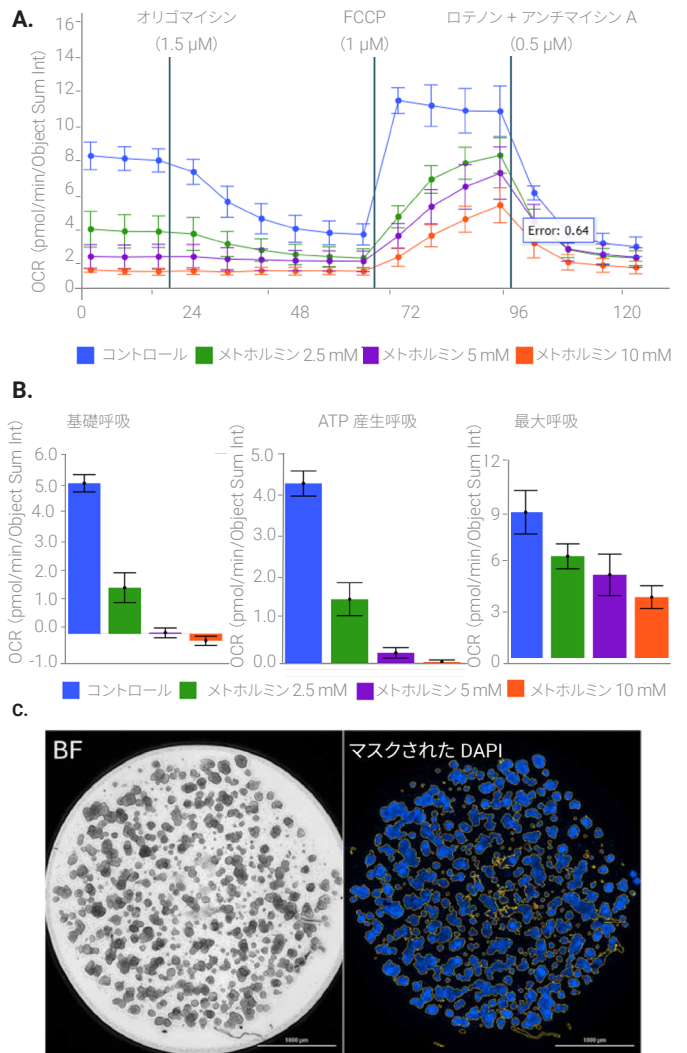 A.
オリゴマイシン
(1.5 µM)
FCCP
(1 µM)
ロテノン + アンチマイシン A
(0.5 µM)
OCR (pmol/min/Object Sum Int)
16
14
12
10
8
6
4
2
0
Error: 0.64
0
24
48
72
96
120
コントロール
メトホルミン 2.5 mM
メトホルミン 5 mM
メトホルミン 10 mM
B.
基礎呼吸
OCR (pmol/min/Object Sum Int)
6.0
5.0
4.0
3.0
2.0
1.0
0.0
-1.0
ATP 産生呼吸
OCR (pmol/min/Object Sum Int)
5.0
4.0
2.0
1.0
0.0
最大呼吸
OCR (pmol/min/Object Sum Int)
12
9
6
3
0
コントロール
メトホルミン 2.5 mM
メトホルミン 5 mM
メトホルミン 10 mM
C.
BF
マスクされた DAPI
1000 µm
1000 µm